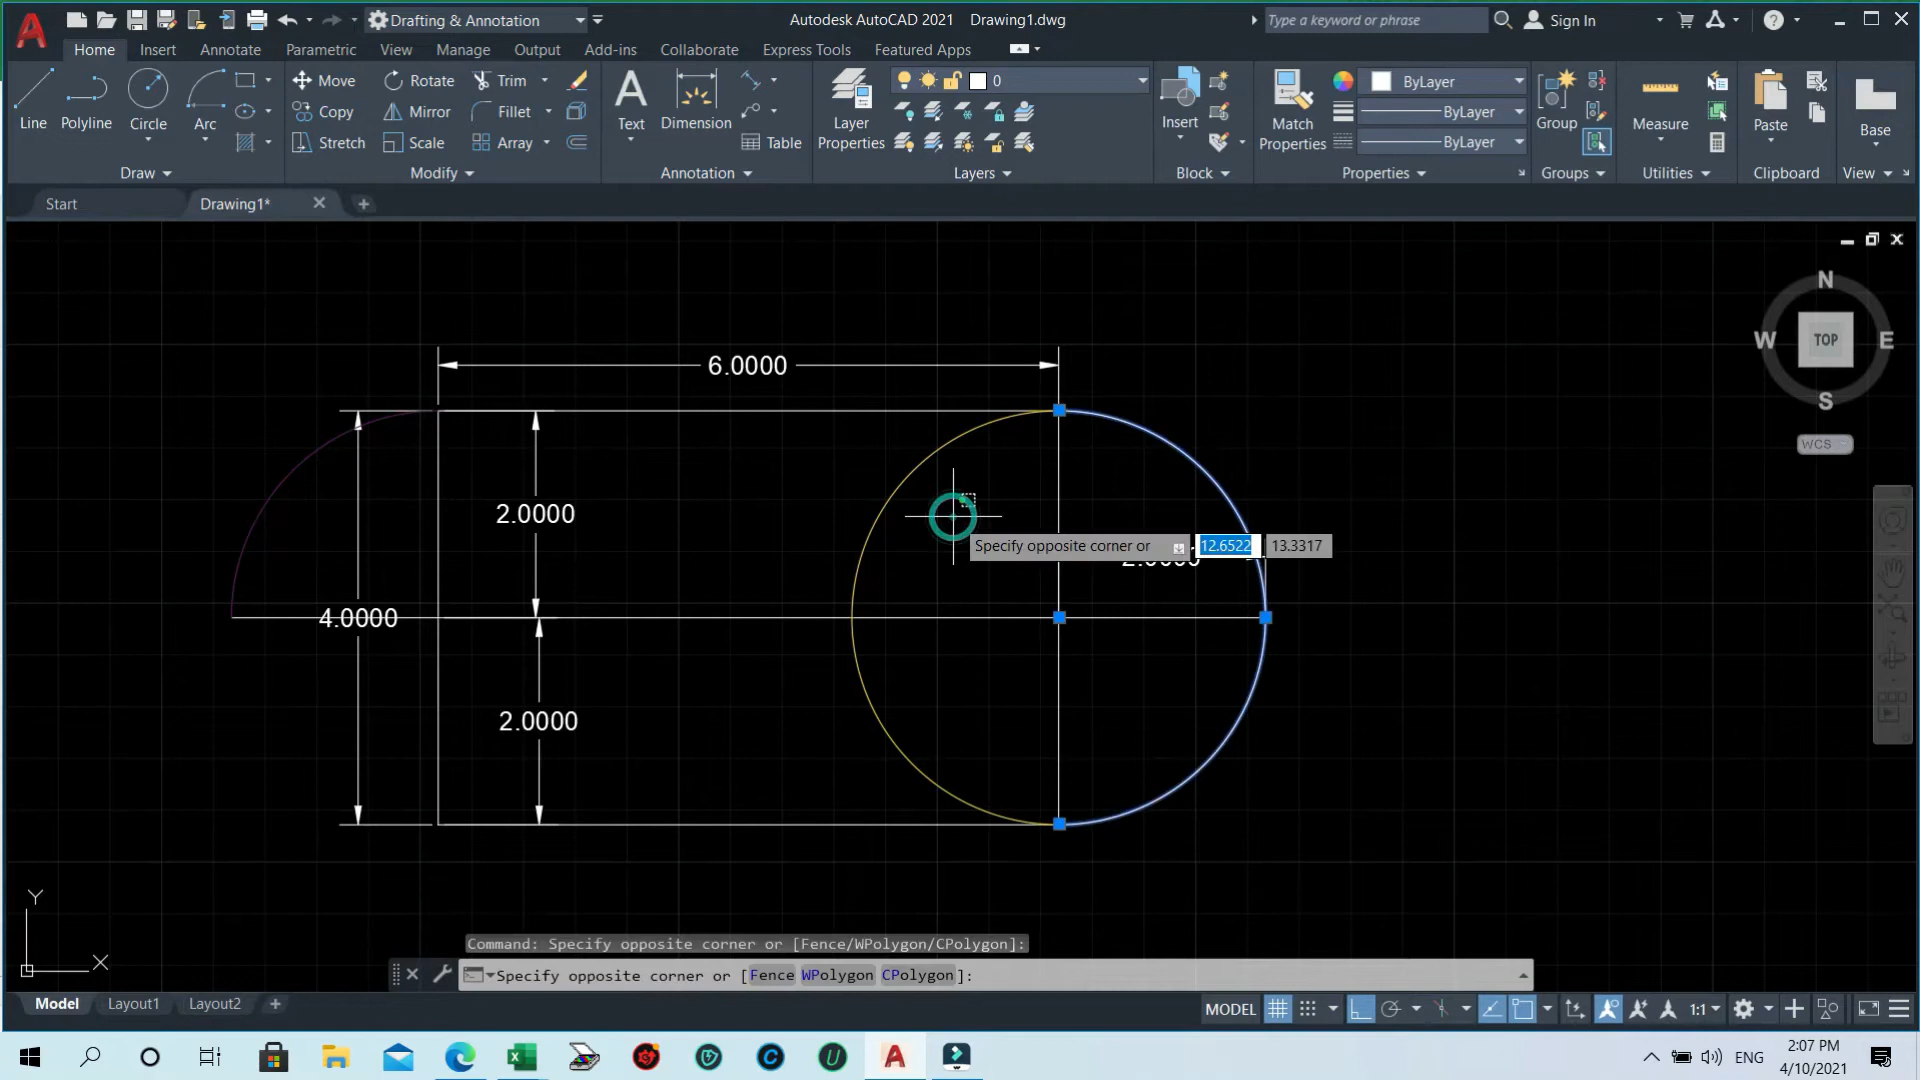 Drafting & Annotation
Autodesk AutoCAD 2021 Drawing1.dwg
Type a keyword or phrase
Sign In
Home Insert Annotate Parametric View Manage Output Add-ins Collaborate Express Tools Featured Apps
Line Polyline Circle Arc
Move Rotate Trim
Copy Mirror Fillet
Stretch Scale Array
Text Dimension Table
Layer Properties
0
Insert
Match Properties
ByLayer
ByLayer
ByLayer
Group
Measure
Paste
Base
Draw Modify Annotation Layers Block Properties Groups Utilities Clipboard View
Start Drawing1*
N
W TOP E
S
WCS
6.0000
2.0000
Specify opposite corner or 12.6522 13.3317
2.0000
4.0000
2.0000
Y
X
Command: Specify opposite corner or [Fence/WPolygon/CPolygon]:
Specify opposite corner or [Fence WPolygon CPolygon]:
Model Layout1 Layout2
MODEL 1:1
ENG
2:07 PM
4/10/2021